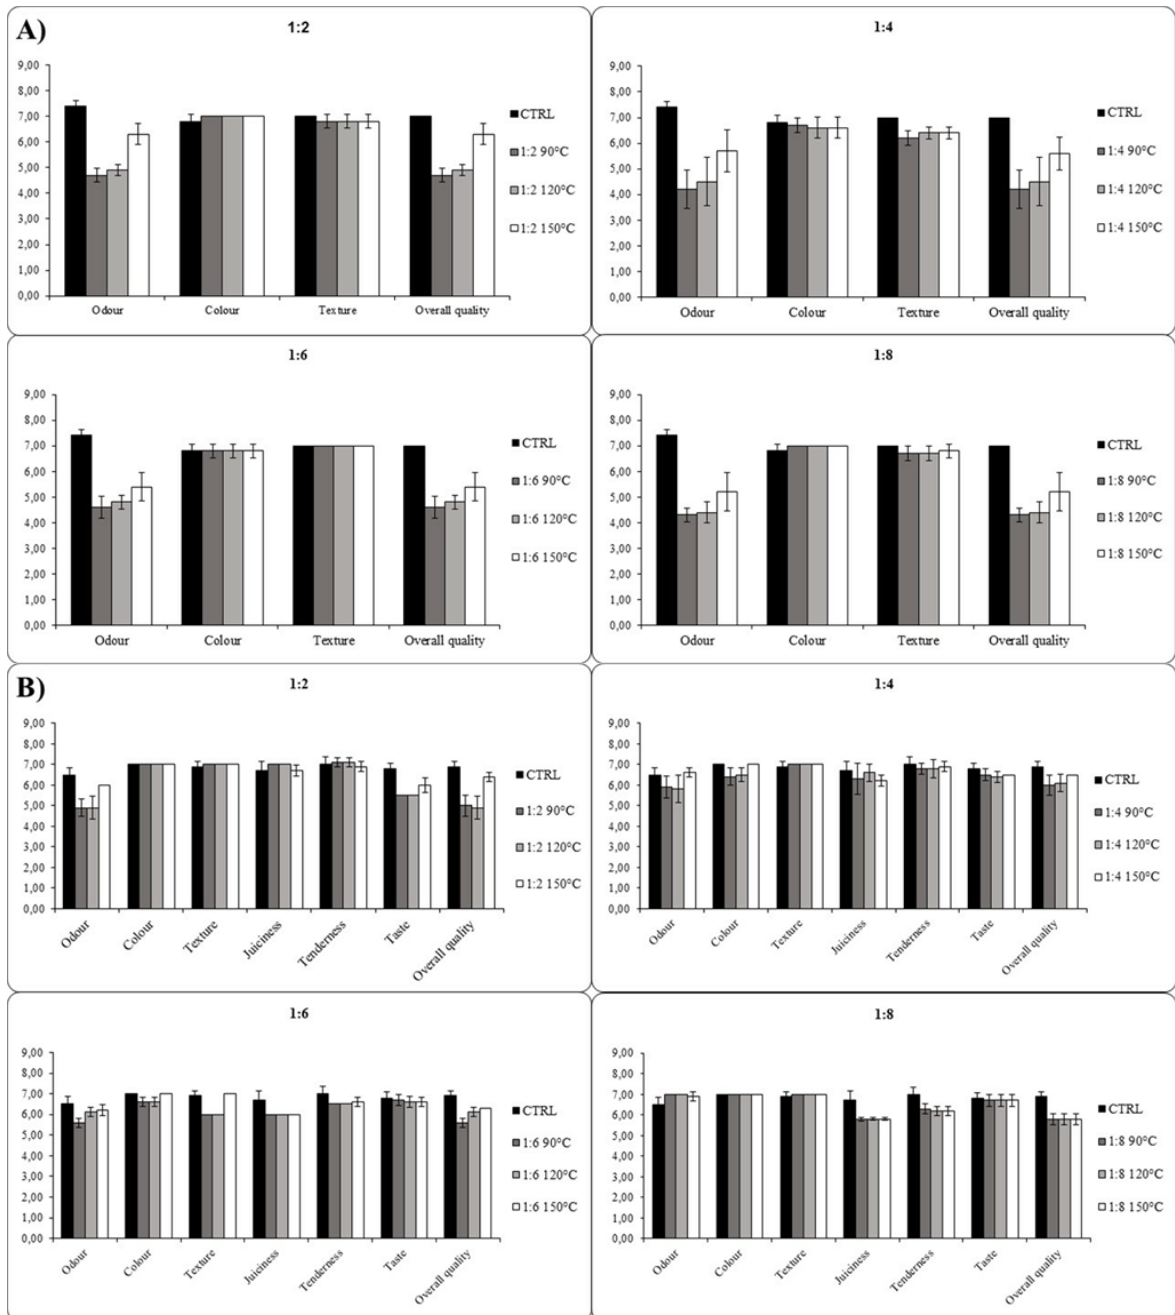 A)
1:2
9,00
8,00
7,00
6,00
5,00
4,00
3,00
2,00
1,00
0,00
Odour Colour Texture Overall quality
CTRL
1:2 90°C
1:2 120°C
1:2 150°C
1:4
9,00
8,00
7,00
6,00
5,00
4,00
3,00
2,00
1,00
0,00
Odour Colour Texture Overall quality
CTRL
1:4 90°C
1:4 120°C
1:4 150°C
1:6
9,00
8,00
7,00
6,00
5,00
4,00
3,00
2,00
1,00
0,00
Odour Colour Texture Overall quality
CTRL
1:6 90°C
1:6 120°C
1:6 150°C
1:8
9,00
8,00
7,00
6,00
5,00
4,00
3,00
2,00
1,00
0,00
Odour Colour Texture Overall quality
CTRL
1:8 90°C
1:8 120°C
1:8 150°C
B)
1:2
9,00
8,00
7,00
6,00
5,00
4,00
3,00
2,00
1,00
0,00
Odour Colour Texture Juiciness Tenderness Taste Overall quality
CTRL
1:2 90°C
1:2 120°C
1:2 150°C
1:4
9,00
8,00
7,00
6,00
5,00
4,00
3,00
2,00
1,00
0,00
Odour Colour Texture Juiciness Tenderness Taste Overall quality
CTRL
1:4 90°C
1:4 120°C
1:4 150°C
1:6
9,00
8,00
7,00
6,00
5,00
4,00
3,00
2,00
1,00
0,00
Odour Colour Texture Juiciness Tenderness Taste Overall quality
CTRL
1:6 90°C
1:6 120°C
1:6 150°C
1:8
9,00
8,00
7,00
6,00
5,00
4,00
3,00
2,00
1,00
0,00
Odour Colour Texture Juiciness Tenderness Taste Overall quality
CTRL
1:8 90°C
1:8 120°C
1:8 150°C